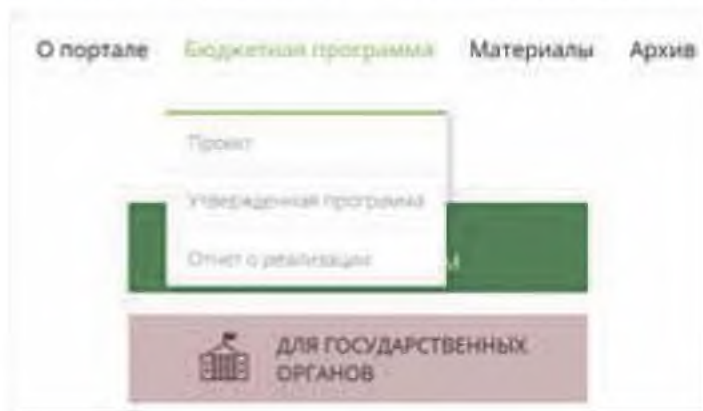 О портале Бюджетная программа Материалы Архив
Проект
Утвержденная программа
Отчет о реализации
ДЛЯ ГОСУДАРСТВЕННЫХ
ОРГАНОВ